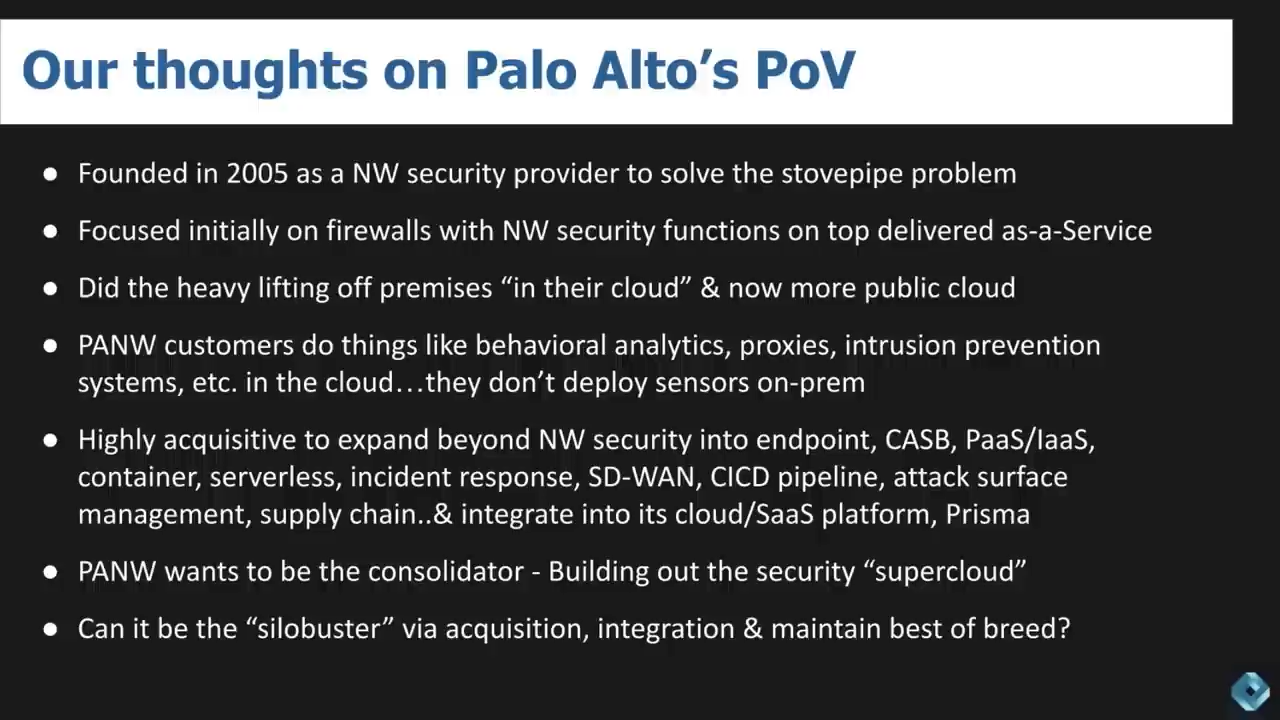 Our thoughts on Palo Alto’s PoV
● Founded in 2005 as a NW security provider to solve the stovepipe problem
● Focused initially on firewalls with NW security functions on top delivered as-a-Service
● Did the heavy lifting off premises “in their cloud” & now more public cloud
● PANW customers do things like behavioral analytics, proxies, intrusion prevention
systems, etc. in the cloud…they don’t deploy sensors on-prem
● Highly acquisitive to expand beyond NW security into endpoint, CASB, PaaS/IaaS,
container, serverless, incident response, SD-WAN, CICD pipeline, attack surface
management, supply chain..& integrate into its cloud/SaaS platform, Prisma
● PANW wants to be the consolidator - Building out the security “supercloud”
● Can it be the “silobuster” via acquisition, integration & maintain best of breed?